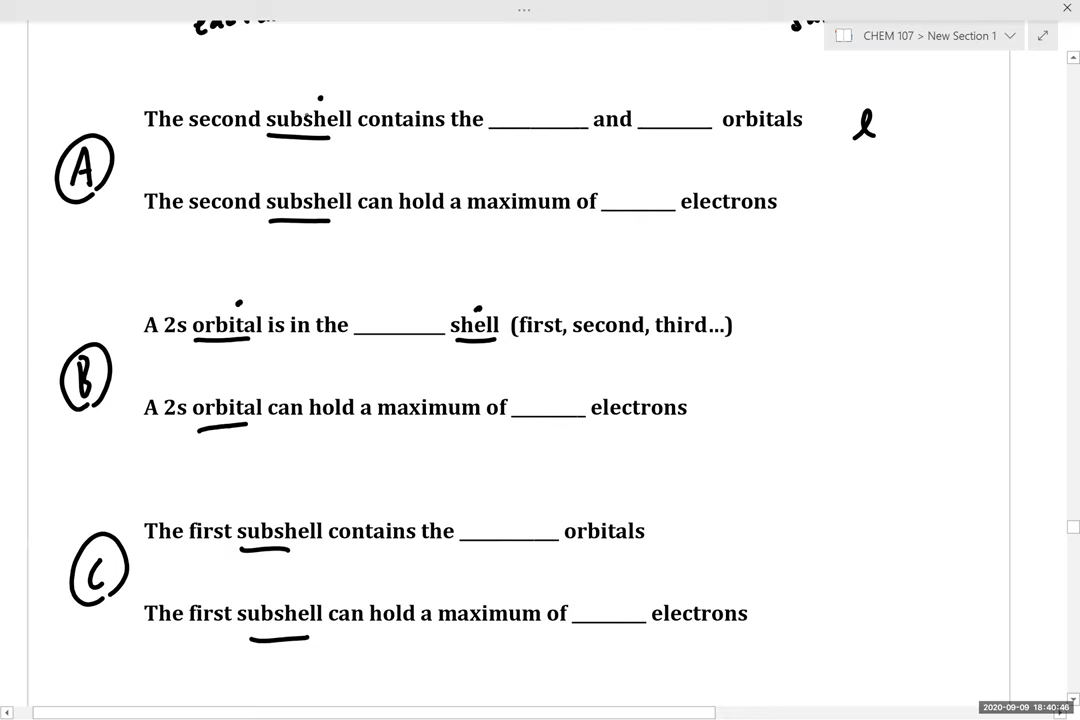 CHEM 107 > New Section 1
The second subshell contains the __________ and ________ orbitals l
A
The second subshell can hold a maximum of ________ electrons
A 2s orbital is in the __________ shell (first, second, third...)
B
A 2s orbital can hold a maximum of ________ electrons
The first subshell contains the ___________ orbitals
C
The first subshell can hold a maximum of ________ electrons
2020-09-09 18:40:46